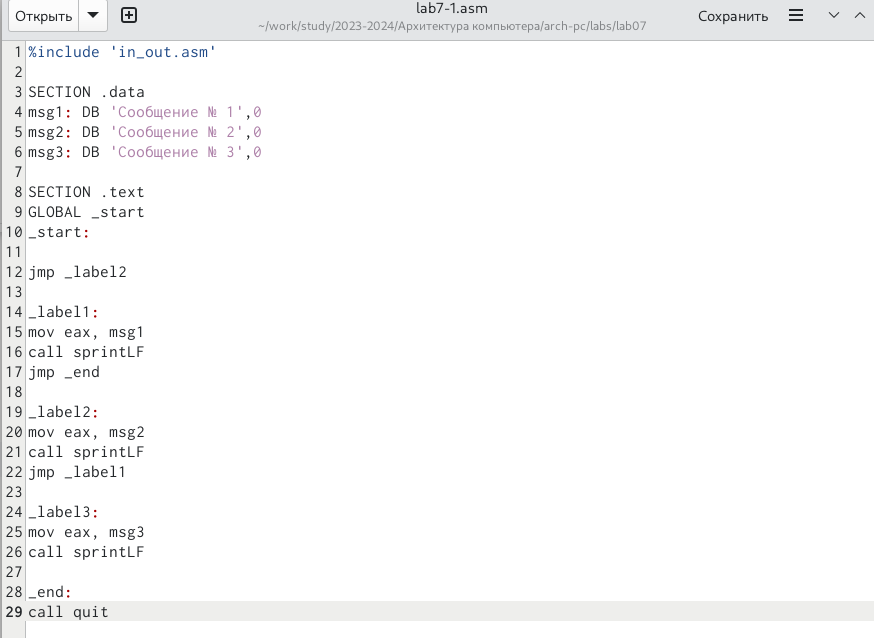 Открыть
lab7-1.asm
~/work/study/2023-2024/Архитектура компьютера/arch-pc/labs/lab07
Сохранить
1 %include 'in_out.asm'
2
3 SECTION .data
4 msg1: DB 'Сообщение № 1',0
5 msg2: DB 'Сообщение № 2',0
6 msg3: DB 'Сообщение № 3',0
7
8 SECTION .text
9 GLOBAL _start
10 _start:
11
12 jmp _label2
13
14 _label1:
15 mov eax, msg1
16 call sprintLF
17 jmp _end
18
19 _label2:
20 mov eax, msg2
21 call sprintLF
22 jmp _label1
23
24 _label3:
25 mov eax, msg3
26 call sprintLF
27
28 _end:
29 call quit